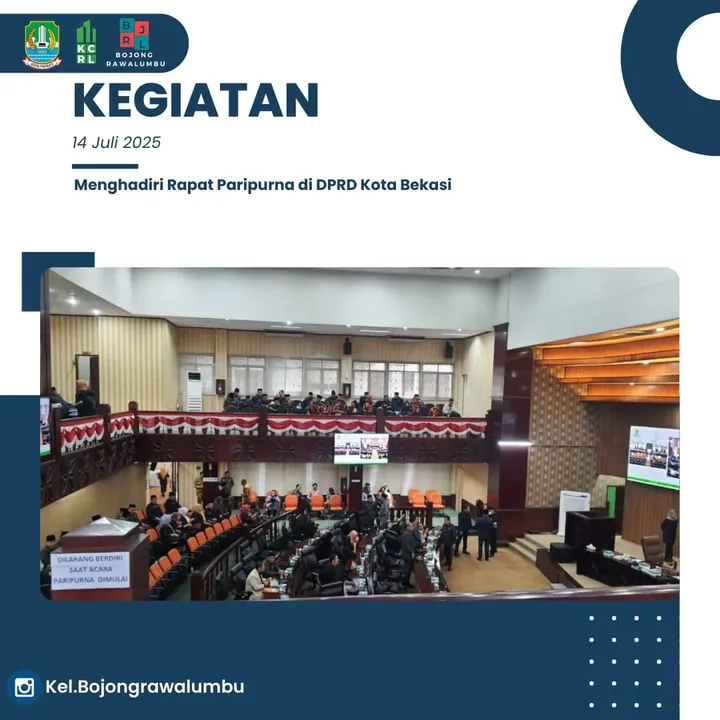 KCRL
BJRL
BOJONG
RAWALUMBU
KEGIATAN
14 Juli 2025
Menghadiri Rapat Paripurna di DPRD Kota Bekasi
DILARANG BERDIRI
SAAT ACARA
PARIPURNA DIMULAI
Kel.Bojongrawalumbu